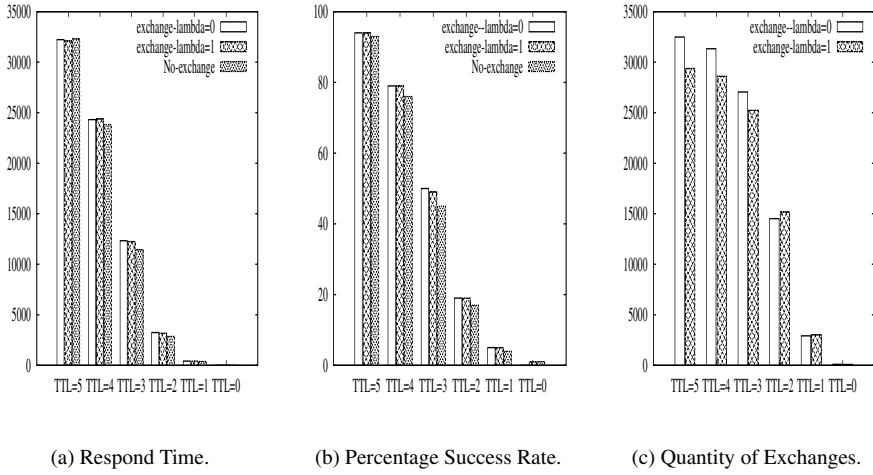 35000
30000
25000
20000
15000
10000
5000
0
exchange-lambda=0
exchange-lambda=1
No-exchange
TTL=5 TTL=4 TTL=3 TTL=2 TTL=1 TTL=0
(a) Respond Time.
100
80
60
40
20
0
exchange--lambda=0
exchange-lambda=1
No-exchange
TTL=5 TTL=4 TTL=3 TTL=2 TTL=1 TTL=0
(b) Percentage Success Rate.
35000
30000
25000
20000
15000
10000
5000
0
exchange--lambda=0
exchange-lambda=1
TTL=5 TTL=4 TTL=3 TTL=2 TTL=1 TTL=0
(c) Quantity of Exchanges.